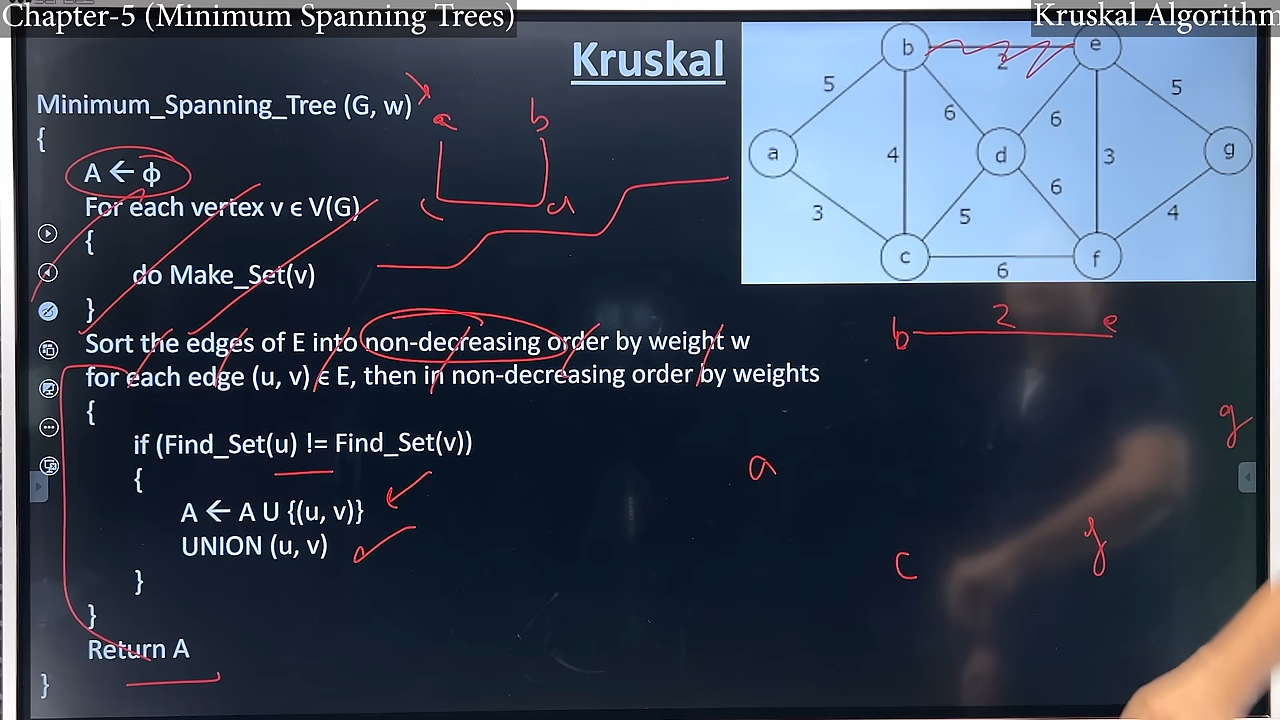 Chapter-5 (Minimum Spanning Trees)
Kruskal Algorithm
Kruskal
Minimum_Spanning_Tree (G, w)
{
A ← ϕ
For each vertex v ϵ V(G)
{
do Make_Set(v)
}
Sort the edges of E into non-decreasing order by weight w
for each edge (u, v) ϵ E, then in non-decreasing order by weights
{
if (Find_Set(u) != Find_Set(v))
{
A ← A U {(u, v)}
UNION (u, v)
}
}
Return A
}
a b
c d
b 2 e
5 6 6 5
a 4 d 3 g
3 5 6 4
c 6 f
b 2 e
g
a
c f